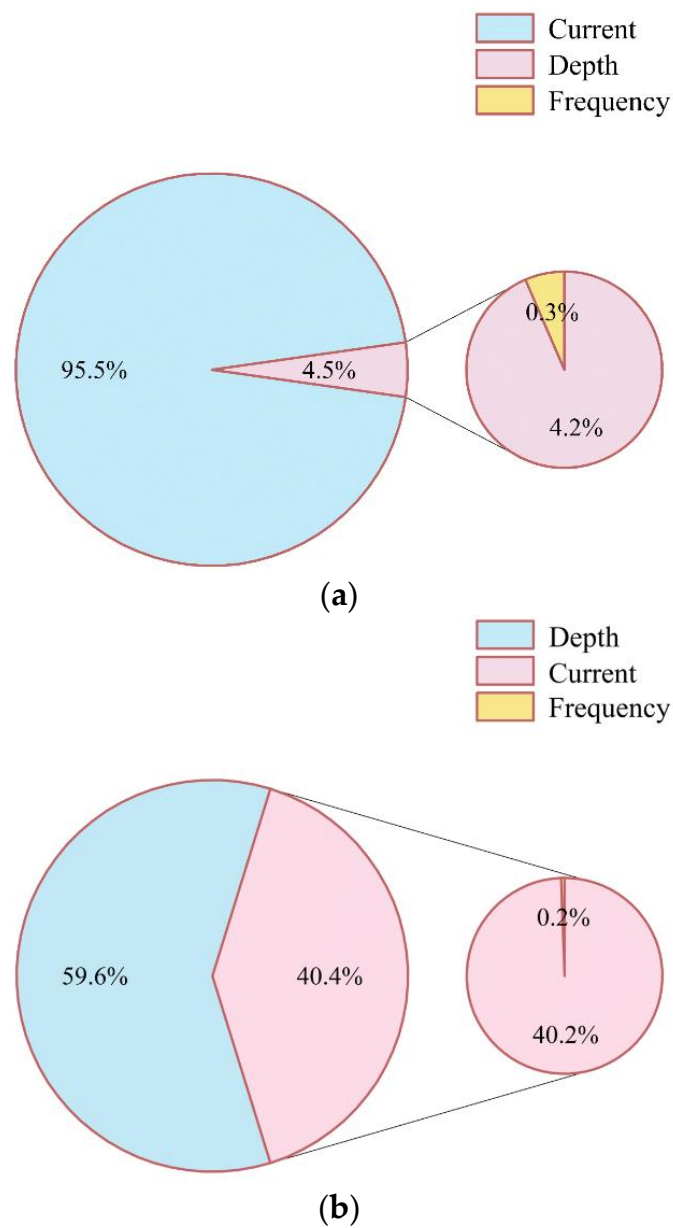 Current
Depth
Frequency
95.5%
4.5%
0.3%
4.2%
(a)
Depth
Current
Frequency
59.6%
40.4%
0.2%
40.2%
(b)